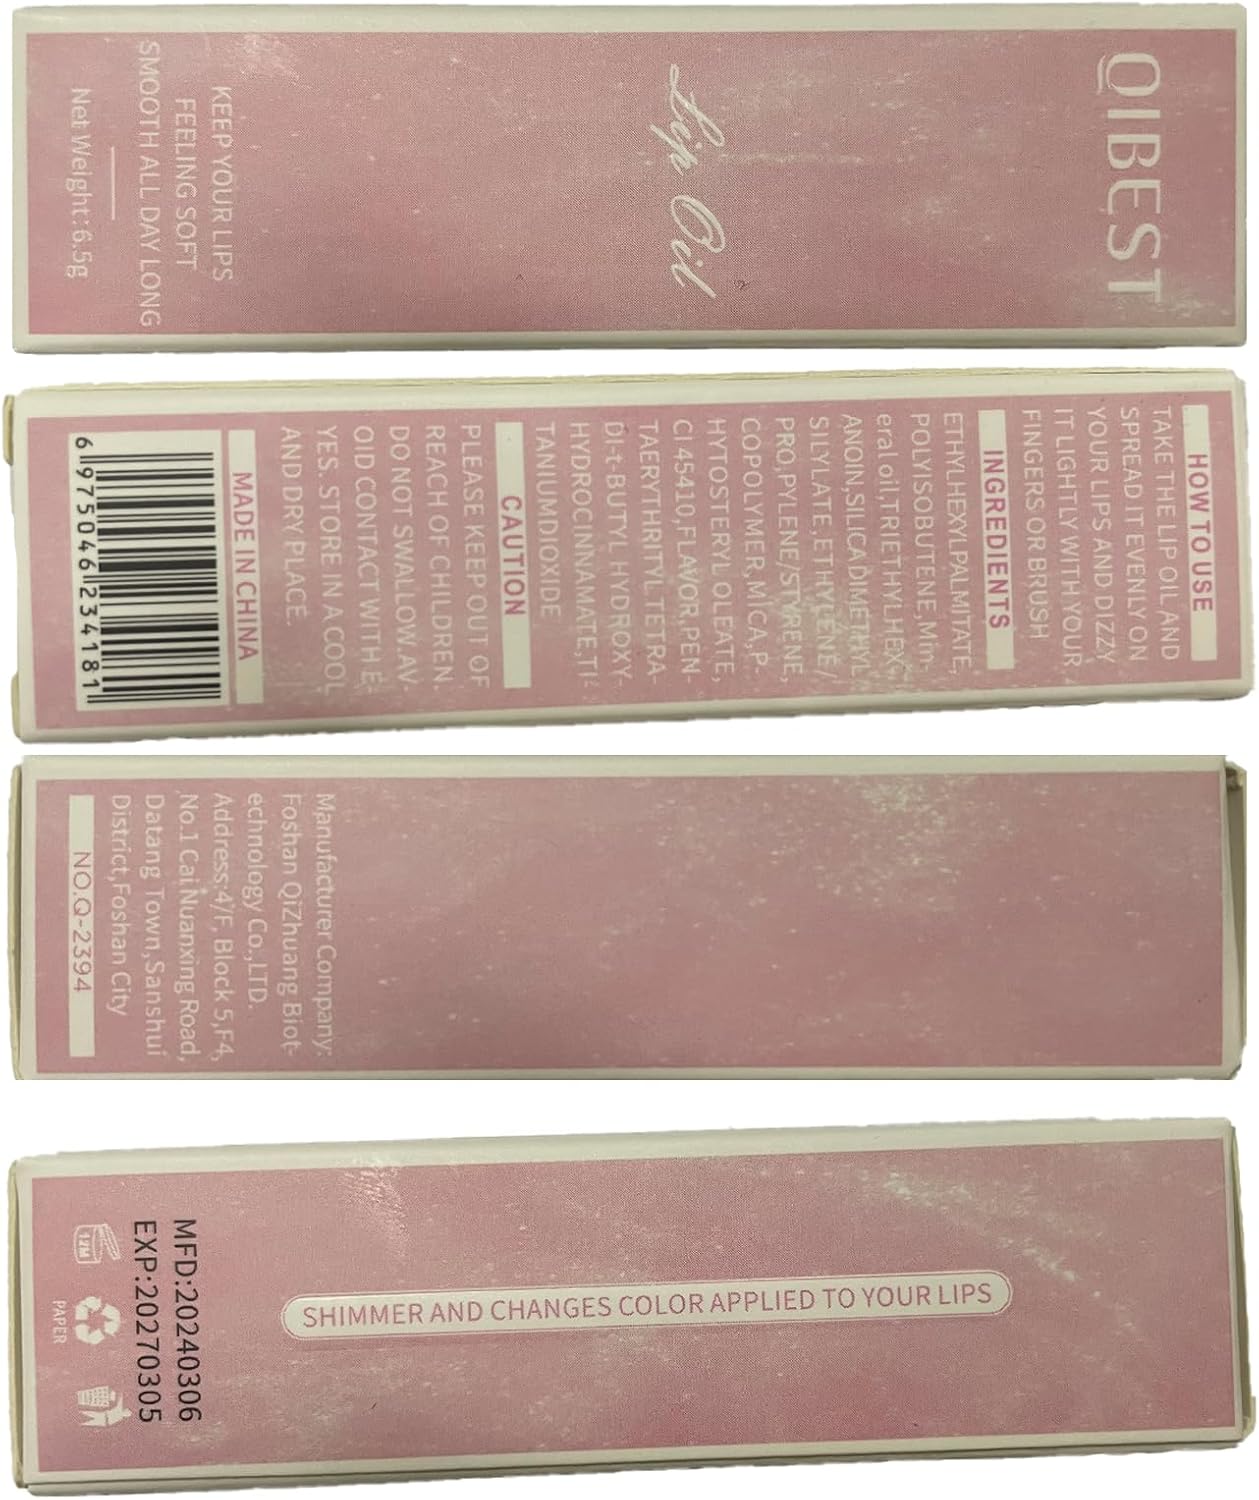 QIBEST
Lip Oil
KEEP YOUR LIPS
FEELING SOFT
SMOOTH ALL DAY LONG
Net Weight:6.5g
HOW TO USE
TAKE THE LIP OIL AND
SPREAD IT EVENLY ON
YOUR LIPS AND DIZZY
IT LIGHTLY WITH YOUR
FINGERS OR BRUSH
INGREDIENTS
ETHYLHEXYLPALMITATE,
POLYISOBUTENE,Min-
eral oil,TRIETHYLHEX-
ANOIN,SILICA DIMETHYL
SILYLATE,ETHYLENE/
PRO,PYLENE/STYRENE,
COPOLYMER,MICA,P-
HYTOSTERYL OLEATE,
CI 45410,FLAVOR,PEN-
TAERYTHRITYL TETRA-
DI-t-BUTYL HYDROXY-
HYDROCINNAMATE,TI-
TANIUMDIOXIDE
CAUTION
PLEASE KEEP OUT OF
REACH OF CHILDREN.
DO NOT SWALLOW.AV-
OID CONTACT WITH E-
YES. STORE IN A COOL
AND DRY PLACE.
MADE IN CHINA
6 975046 234181
Manufacturer Company:
Foshan QiZhuang Biot-
echnology Co.,LTD.
Address:4/F, Block 5,F4,
No.1 Cai Nuanxing Road,
Datang Town,Sanshui
District,Foshan City
NO.Q-2394
SHIMMER AND CHANGES COLOR APPLIED TO YOUR LIPS
MFD:20240306
EXP:20270305
12M
PAPER